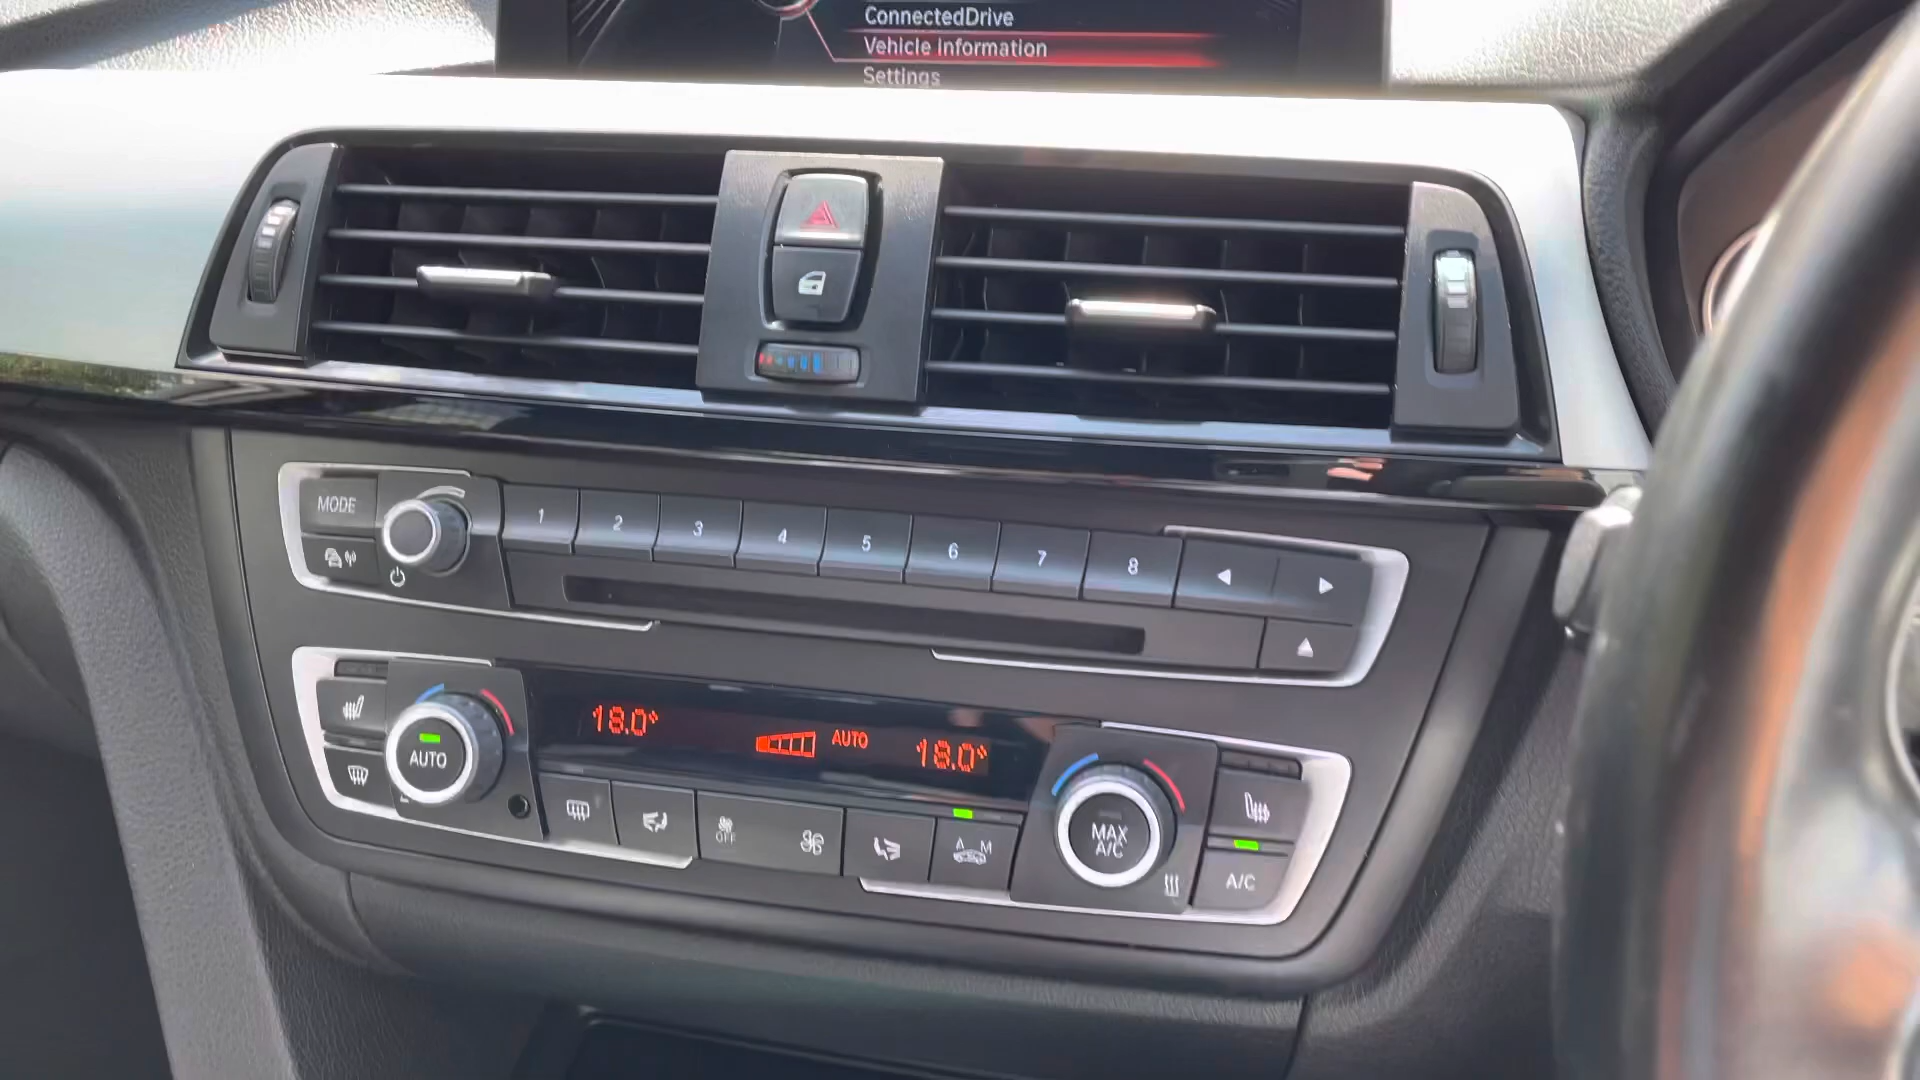 ConnectedDrive
Vehicle information
Settings
MODE
1 2 3 4 5 6 7 8
18.0° AUTO 18.0°
AUTO
OFF
A M
MAX
A/C
A/C